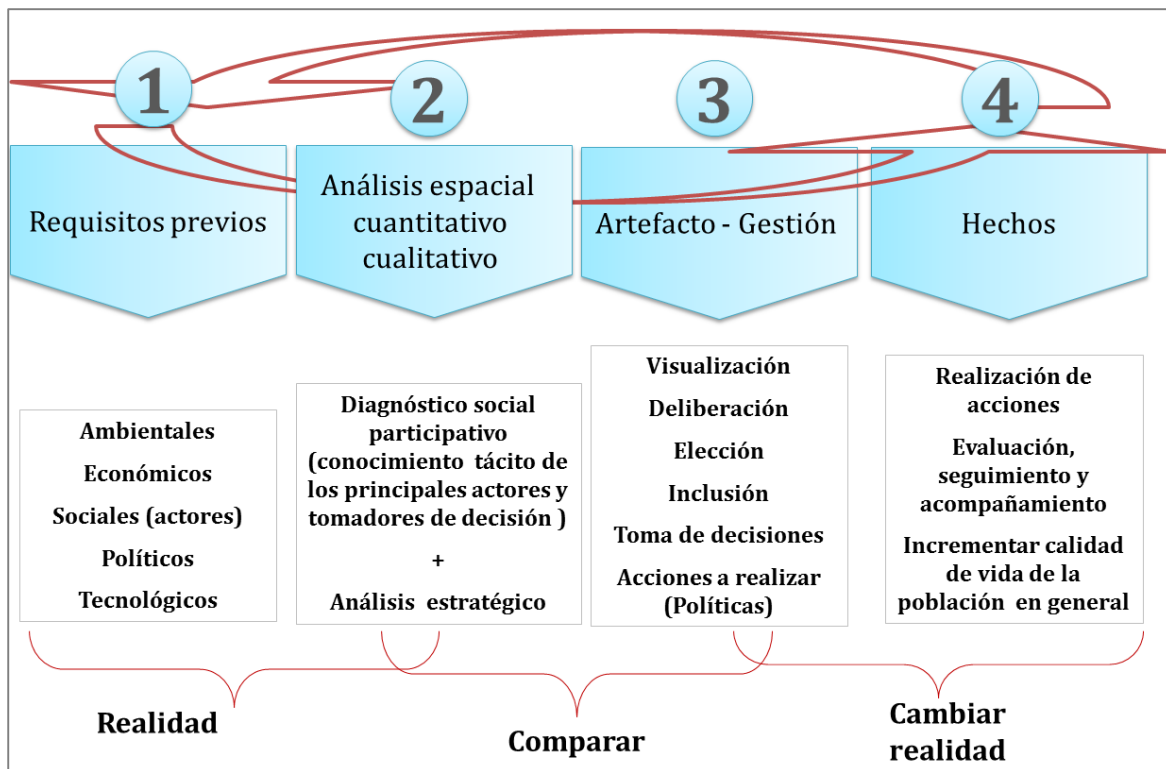 1
2
3
4
Requisitos previos
Análisis espacial
cuantitativo
cualitativo
Artefacto - Gestión
Hechos
Ambientales
Económicos
Sociales (actores)
Políticos
Tecnológicos
Diagnóstico social
participativo
(conocimiento tácito de
los principales actores y
tomadores de decisión )
+
Análisis estratégico
Visualización
Deliberación
Elección
Inclusión
Toma de decisiones
Acciones a realizar
(Políticas)
Realización de
acciones
Evaluación,
seguimiento y
acompañamiento
Incrementar calidad
de vida de la
población en general
Realidad
Comparar
Cambiar
realidad